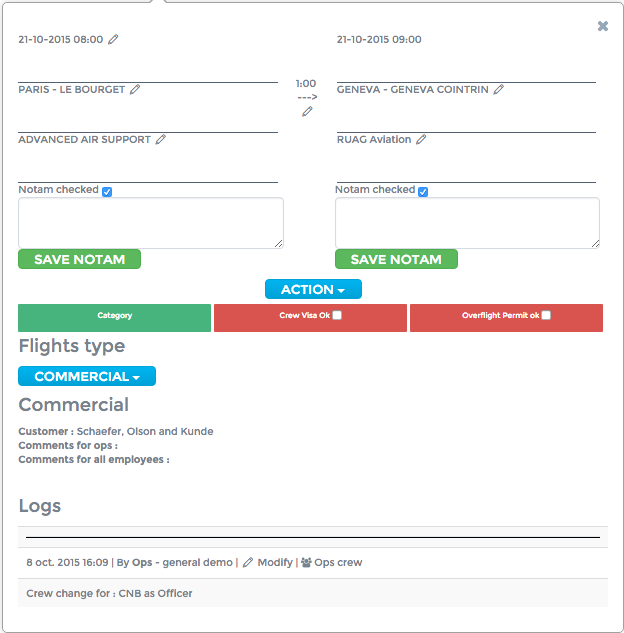 21-10-2015 08:00
21-10-2015 09:00
PARIS - LE BOURGET
1:00
--->
GENEVA - GENEVA COINTRIN
ADVANCED AIR SUPPORT
RUAG Aviation
Notam checked
Notam checked
SAVE NOTAM
SAVE NOTAM
ACTION
Category
Crew Visa Ok
Overflight Permit ok
Flights type
COMMERCIAL
Commercial
Customer : Schaefer, Olson and Kunde
Comments for ops :
Comments for all employees :
Logs
8 oct. 2015 16:09 | By Ops - general demo | Modify | Ops crew
Crew change for : CNB as Officer